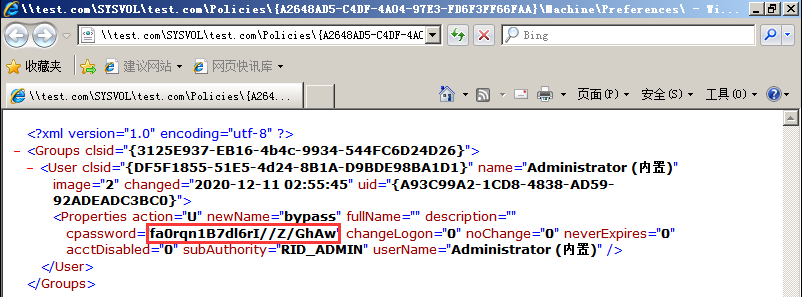 \\test.com\SYSVOL\test.com\Policies\{A2648AD5-C4DF-4A04-97E3-FD6F3FF66FAA}\Machine\Preferences\ - Wi...
\\test.com\SYSVOL\test.com\Policies\{A2648AD5-C4DF-4AC
Bing
收藏夹 建议网站 网页快讯库
\\test.com\SYSVOL\test.com\Policies\{A264...
页面(P) 安全(S) 工具(O)
<?xml version="1.0" encoding="utf-8" ?>
- <Groups clsid="{3125E937-EB16-4b4c-9934-544FC6D24D26}">
- <User clsid="{DF5F1855-51E5-4d24-8B1A-D9BDE98BA1D1}" name="Administrator (内置)"
image="2" changed="2020-12-11 02:55:45" uid="{A93C99A2-1CD8-4838-AD59-
92ADEADC3BC0}">
<Properties action="U" newName="bypass" fullName="" description=""
cpassword="fa0rqn1B7dl6rI//Z/GhAw" changeLogon="0" noChange="0" neverExpires="0"
acctDisabled="0" subAuthority="RID_ADMIN" userName="Administrator (内置)" />
</User>
</Groups>